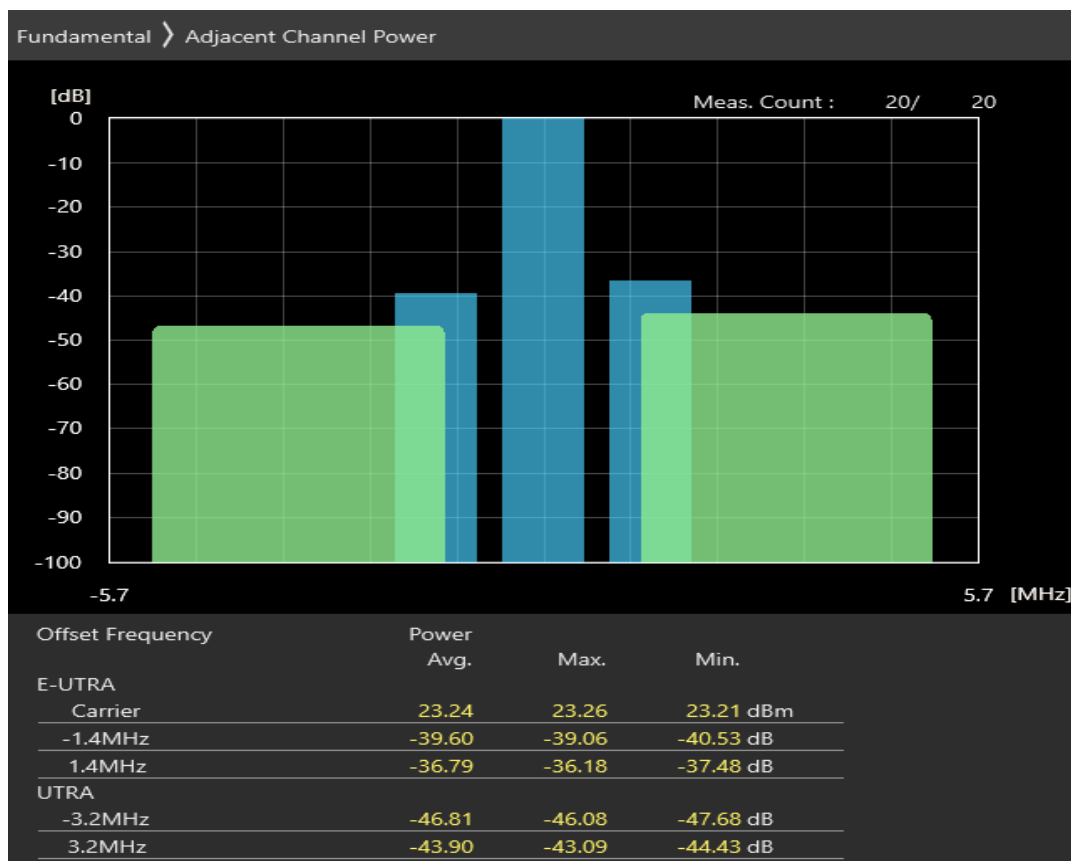 Fundamental 〉 Adjacent Channel Power
[dB]
Meas. Count : 20/ 20
0
-10
-20
-30
-40
-50
-60
-70
-80
-90
-100
-5.7 5.7 [MHz]
Offset Frequency Power
Avg. Max. Min.
E-UTRA
Carrier 23.24 23.26 23.21 dBm
-1.4MHz -39.60 -39.06 -40.53 dB
1.4MHz -36.79 -36.18 -37.48 dB
UTRA
-3.2MHz -46.81 -46.08 -47.68 dB
3.2MHz -43.90 -43.09 -44.43 dB